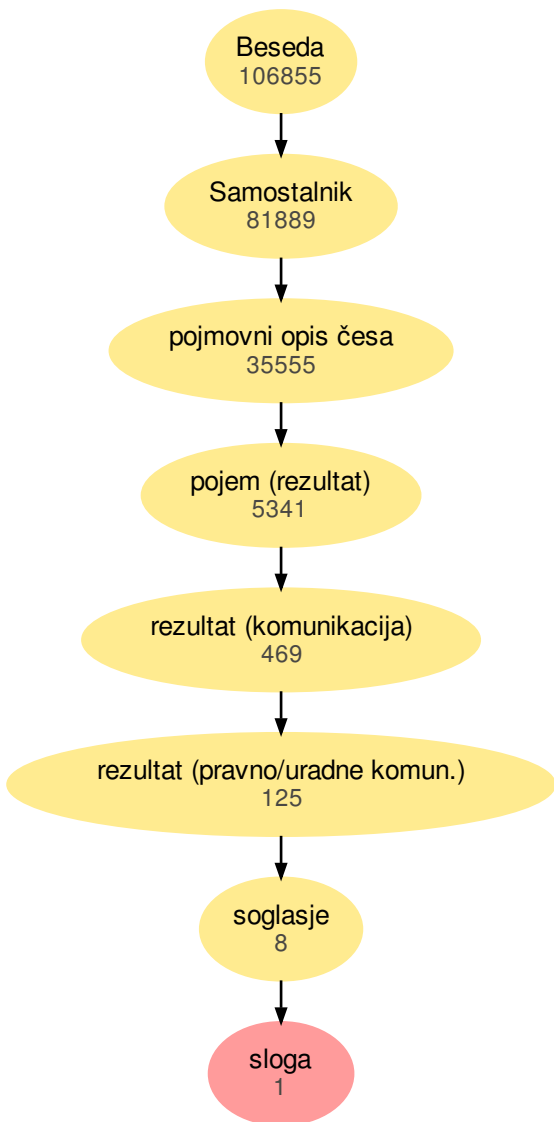 Beseda
106855
Samostalnik
81889
pojmovni opis česa
35555
pojem (rezultat)
5341
rezultat (komunikacija)
469
rezultat (pravno/uradne komun.)
125
soglasje
8
sloga
1